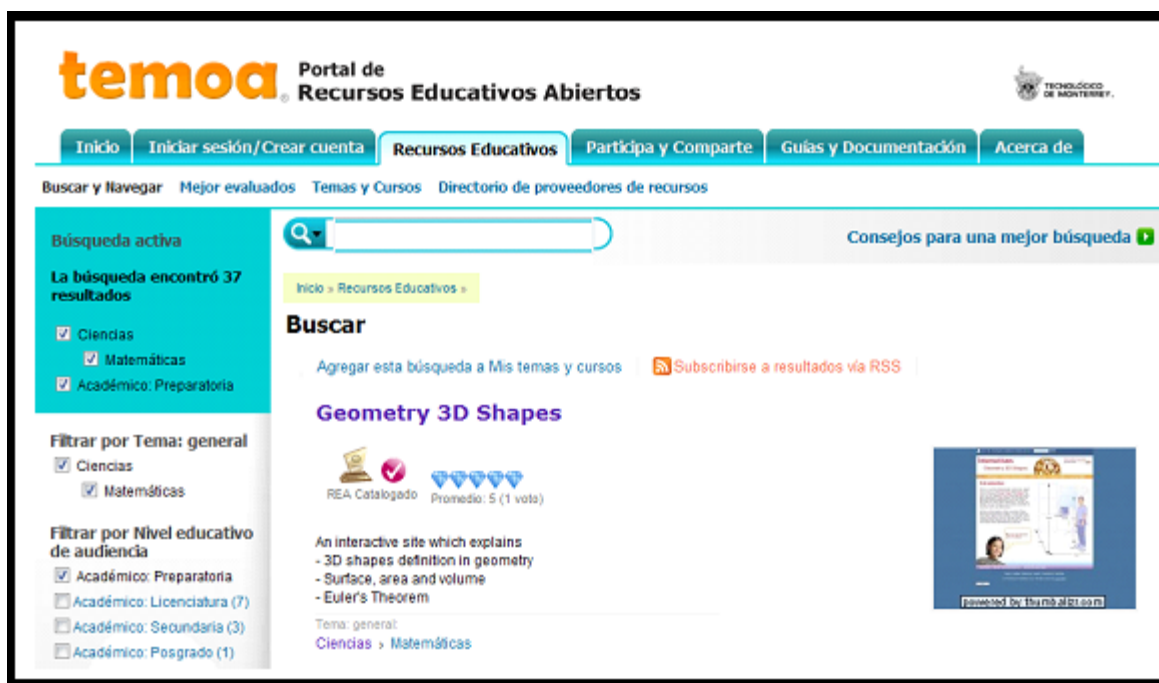 temoa® Portal de
Recursos Educativos Abiertos
TECNOLÓGICO
DE MONTERREY.
Inicio Iniciar sesión/Crear cuenta Recursos Educativos Participa y Comparte Guías y Documentación Acerca de
Buscar y Navegar Mejor evaluados Temas y Cursos Directorio de proveedores de recursos
Búsqueda activa
La búsqueda encontró 37
resultados
Ciencias
Matemáticas
Académico: Preparatoria
Filtrar por Tema: general
Ciencias
Matemáticas
Filtrar por Nivel educativo
de audiencia
Académico: Preparatoria
Académico: Licenciatura (7)
Académico: Secundaria (3)
Académico: Posgrado (1)
Consejos para una mejor búsqueda
Inicio » Recursos Educativos »
Buscar
Agregar esta búsqueda a Mis temas y cursos Subscribirse a resultados vía RSS
Geometry 3D Shapes
REA Catalogado Promedio: 5 (1 voto)
An interactive site which explains
- 3D shapes definition in geometry
- Surface, area and volume
- Euler's Theorem
Tema: general:
Ciencias > Matemáticas
powered by thumbalizr.com